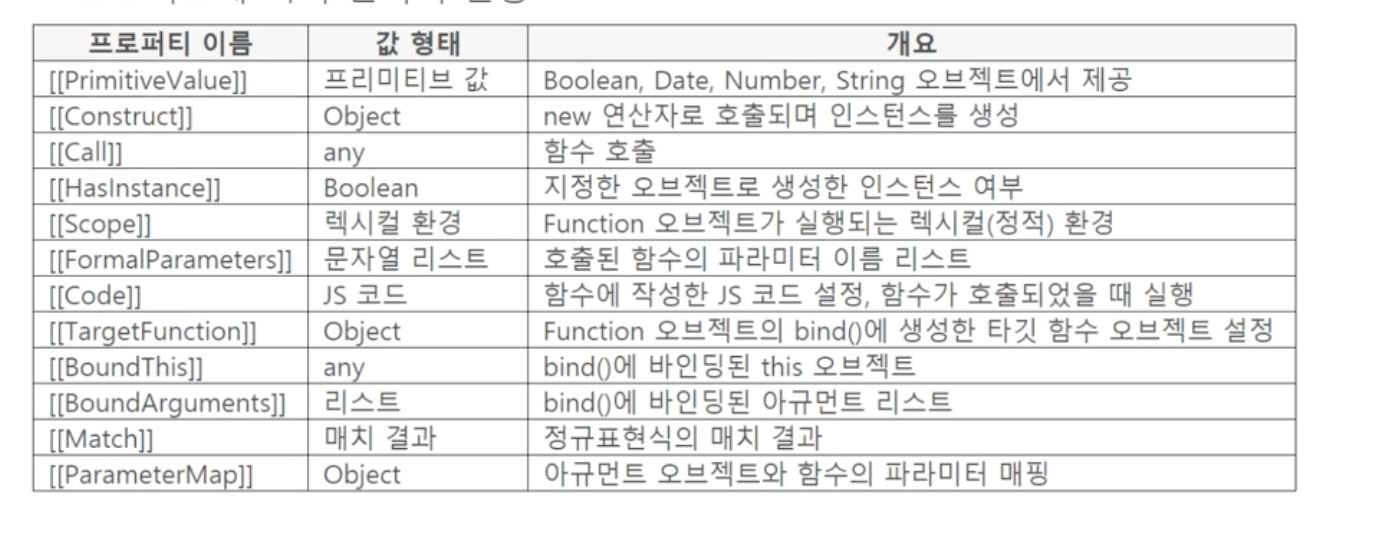 프로퍼티 이름 값 형태 개요
[[PrimitiveValue]] 프리미티브 값 Boolean, Date, Number, String 오브젝트에서 제공
[[Construct]] Object new 연산자로 호출되며 인스턴스를 생성
[[Call]] any 함수 호출
[[HasInstance]] Boolean 지정한 오브젝트로 생성한 인스턴스 여부
[[Scope]] 렉시컬 환경 Function 오브젝트가 실행되는 렉시컬(정적) 환경
[[FormalParameters]] 문자열 리스트 호출된 함수의 파라미터 이름 리스트
[[Code]] JS 코드 함수에 작성한 JS 코드 설정, 함수가 호출되었을 때 실행
[[TargetFunction]] Object Function 오브젝트의 bind()에 생성한 타깃 함수 오브젝트 설정
[[BoundThis]] any bind()에 바인딩된 this 오브젝트
[[BoundArguments]] 리스트 bind()에 바인딩된 아규먼트 리스트
[[Match]] 매치 결과 정규표현식의 매치 결과
[[ParameterMap]] Object 아규먼트 오브젝트와 함수의 파라미터 매핑